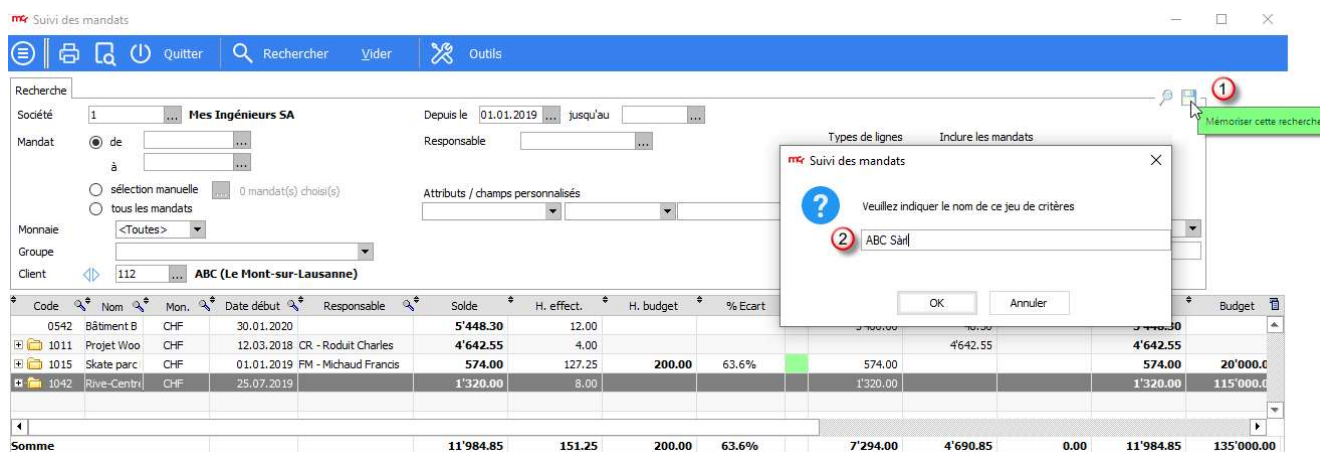 mcr Suivi des mandats
Quitter Rechercher Vider Outils
Recherche
1
Mémoriser cette recherche
Société 1 ... Mes Ingénieurs SA Depuis le 01.01.2019 ... jusqu'au ...
Mandat de ... Responsable ... Types de lignes Inclure les mandats
à ...
sélection manuelle ... 0 mandat(s) choisi(s) Attributs / champs personnalisés
tous les mandats
Monnaie <Toutes>
Groupe
Client 112 ... ABC (Le Mont-sur-Lausanne)
mcr Suivi des mandats
Veuillez indiquer le nom de ce jeu de critères
2 ABC Sàrl
OK Annuler
Code Nom Mon. Date début Responsable Solde H. effect. H. budget % Ecart Budget
0542 Bâtiment B CHF 30.01.2020 5'448.30 12.00
1011 Projet Woo CHF 12.03.2018 CR - Roduit Charles 4'642.55 4.00 4'642.55 4'642.55
1015 Skate parc CHF 01.01.2019 FM - Michaud Francis 574.00 127.25 200.00 63.6% 574.00 574.00 20'000.0
1042 Rive-Centr CHF 25.07.2019 1'320.00 8.00 1'320.00 1'320.00 115'000.0
Somme 11'984.85 151.25 200.00 63.6% 7'294.00 4'690.85 0.00 11'984.85 135'000.00